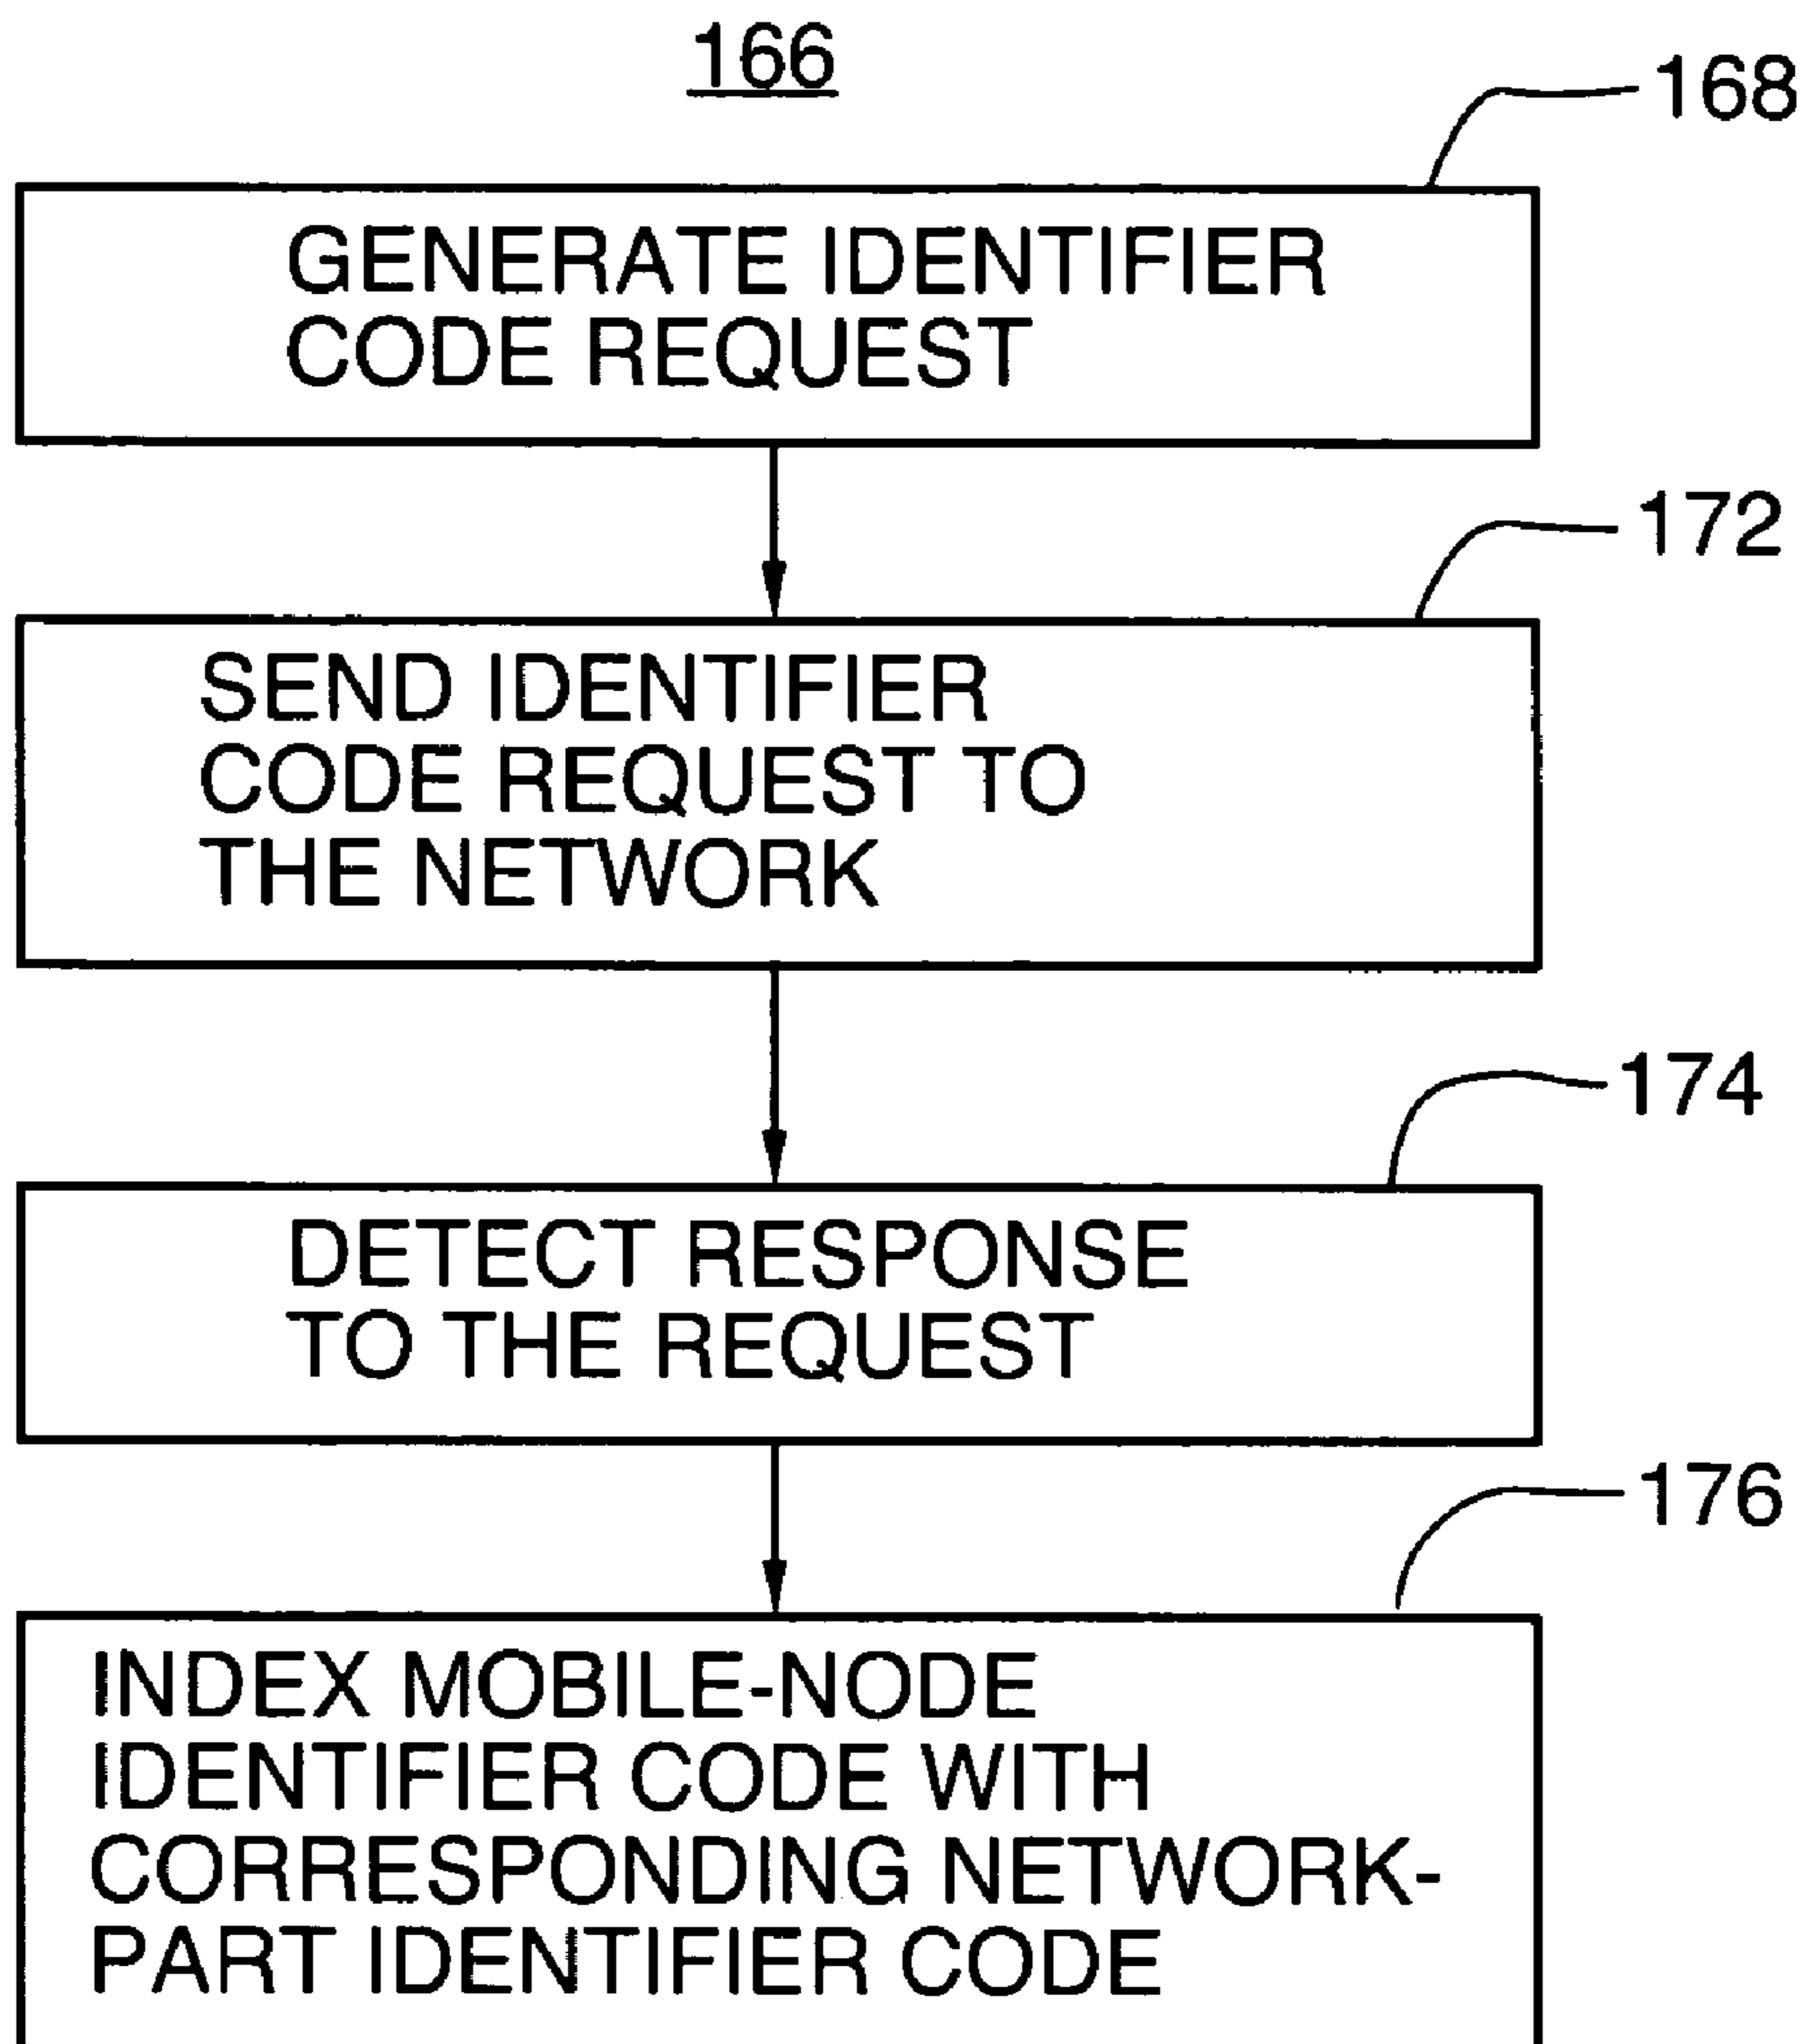 166
168
GENERATE IDENTIFIER
CODE REQUEST
172
SEND IDENTIFIER
CODE REQUEST TO
THE NETWORK
174
DETECT RESPONSE
TO THE REQUEST
176
INDEX MOBILE-NODE
IDENTIFIER CODE WITH
CORRESPONDING NETWORK-
PART IDENTIFIER CODE